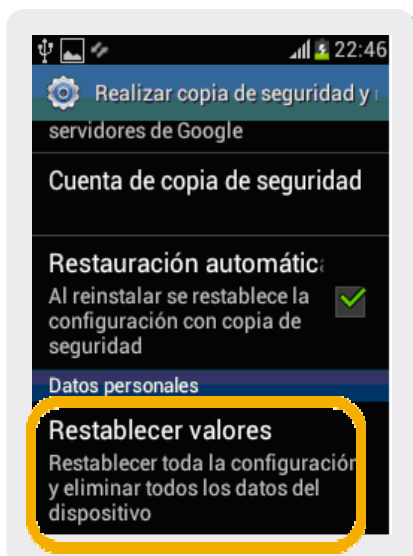 22:46
Realizar copia de seguridad y
servidores de Google
Cuenta de copia de seguridad
Restauración automátic
Al reinstalar se restablece la
configuración con copia de
seguridad
Datos personales
Restablecer valores
Restablecer toda la configuración
y eliminar todos los datos del
dispositivo